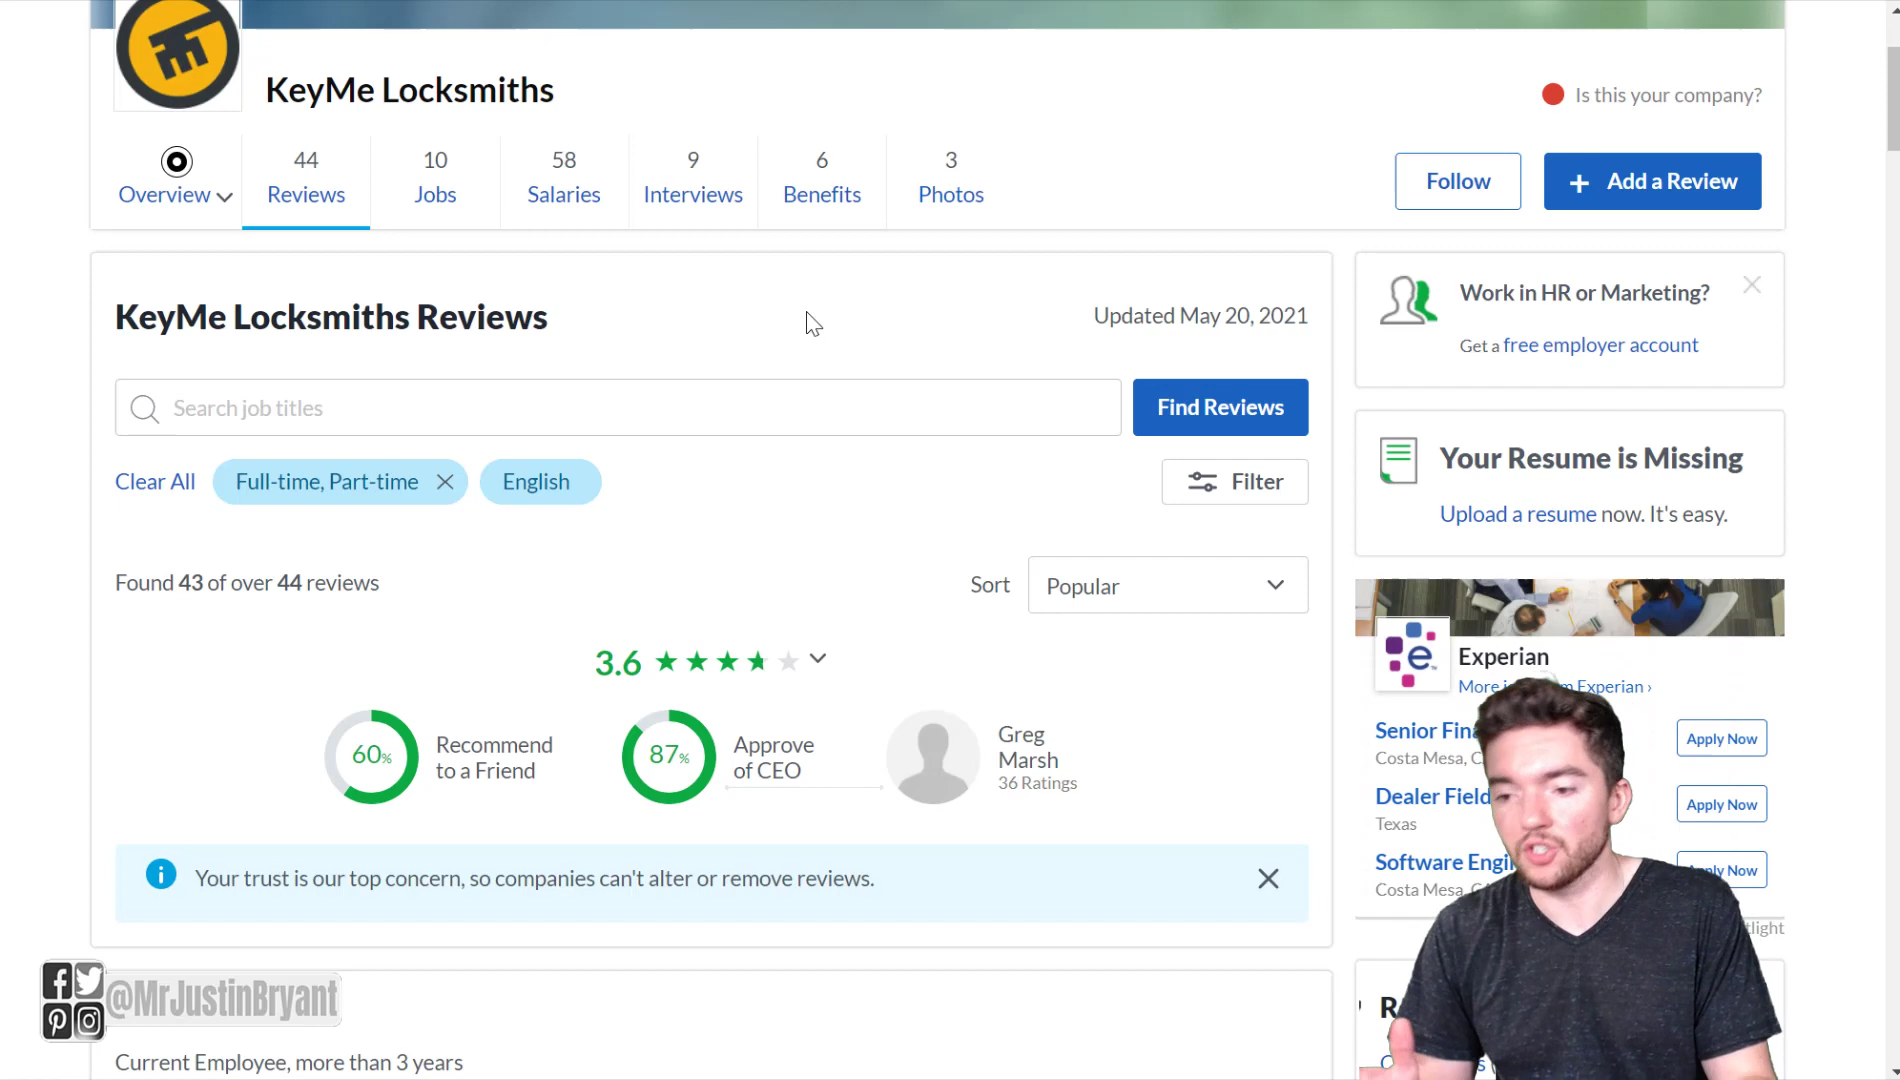 KeyMe Locksmiths
Is this your company?
Overview
44
Reviews
10
Jobs
58
Salaries
9
Interviews
6
Benefits
3
Photos
Follow
+ Add a Review
KeyMe Locksmiths Reviews
Updated May 20, 2021
Search job titles
Find Reviews
Clear All
Full-time, Part-time
English
Filter
Found 43 of over 44 reviews
Sort
Popular
3.6
60%
Recommend
to a Friend
87%
Approve
of CEO
Greg
Marsh
36 Ratings
Your trust is our top concern, so companies can't alter or remove reviews.
Current Employee, more than 3 years
Work in HR or Marketing?
Get a free employer account
Your Resume is Missing
Upload a resume now. It's easy.
Experian
More Experian ›
Senior
Costa Mesa,
Apply Now
Dealer Field
Texas
Apply Now
Software
Costa Mesa,
Now
@MrJustinBryant